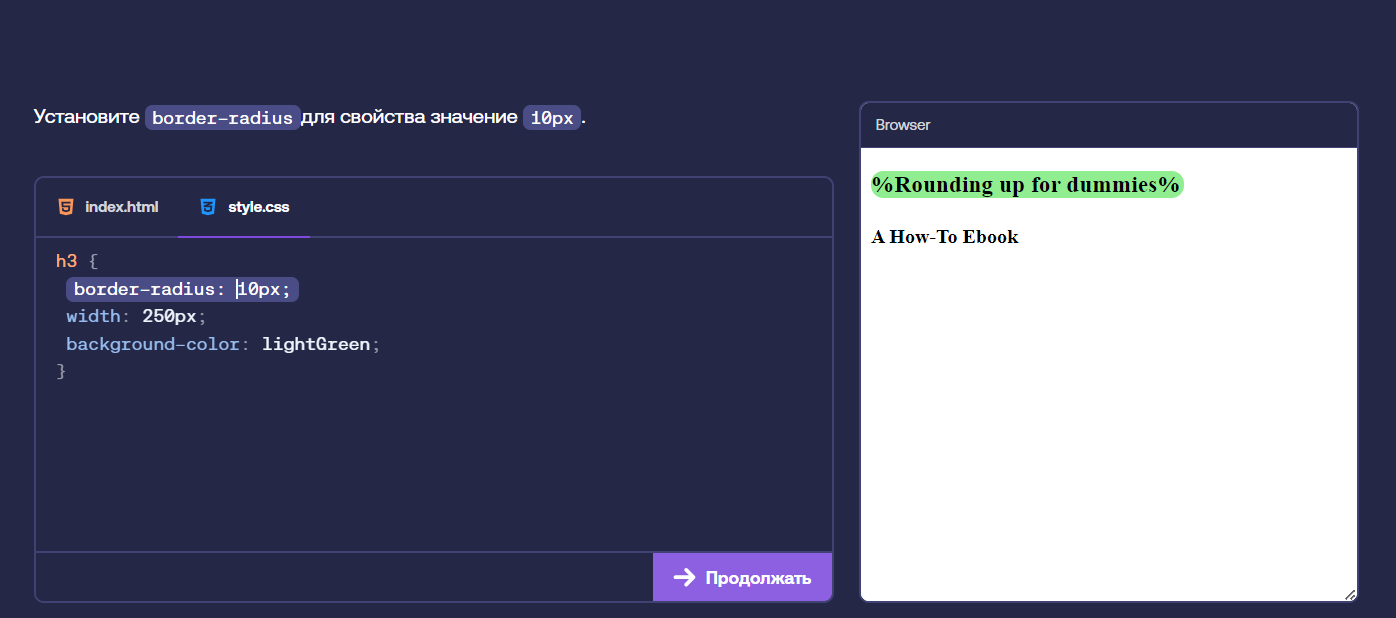 Установите border-radius для свойства значение 10px.
index.html
style.css
h3 {
border-radius: 10px;
width: 250px;
background-color: lightGreen;
}
Продолжать
Browser
%Rounding up for dummies%
A How-To Ebook